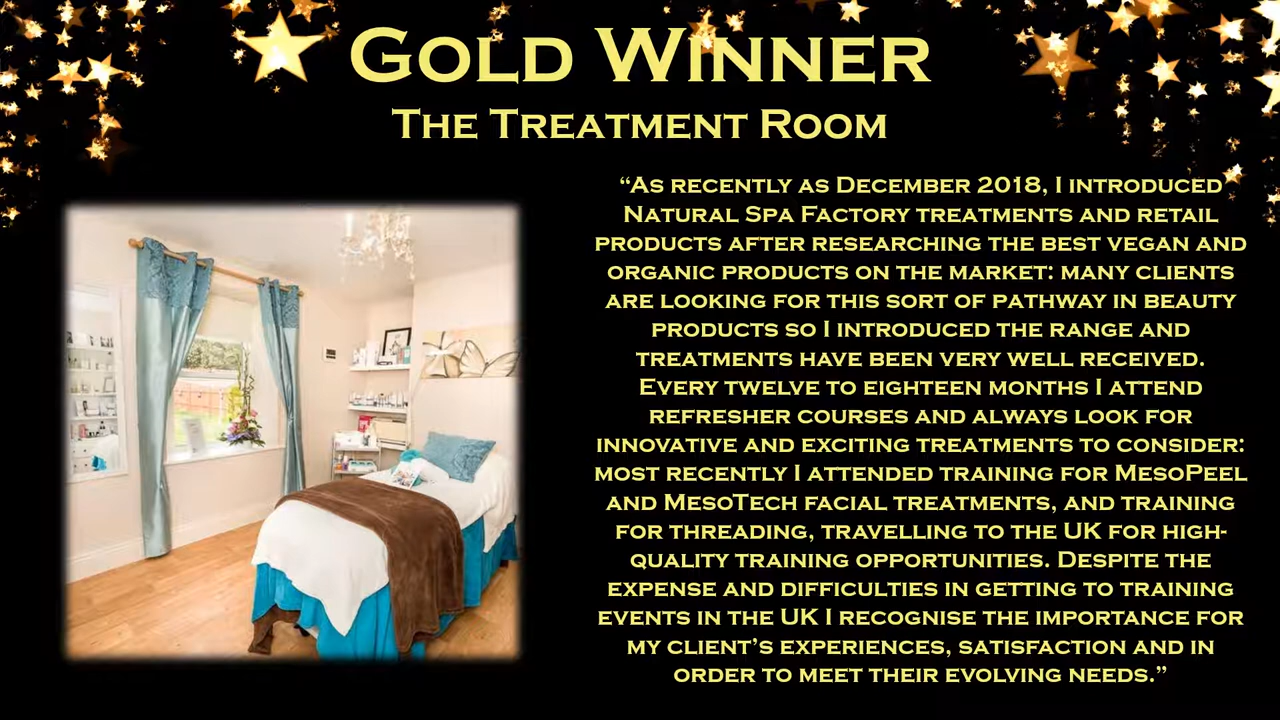 Gold Winner
The Treatment Room
“As recently as December 2018, I introduced
Natural Spa Factory treatments and retail
products after researching the best vegan and
organic products on the market: many clients
are looking for this sort of pathway in beauty
products so I introduced the range and
treatments have been very well received.
Every twelve to eighteen months I attend
refresher courses and always look for
innovative and exciting treatments to consider:
most recently I attended training for MesoPeel
and MesoTech facial treatments, and training
for threading, travelling to the UK for high-
quality training opportunities. Despite the
expense and difficulties in getting to training
events in the UK I recognise the importance for
my client’s experiences, satisfaction and in
order to meet their evolving needs.”